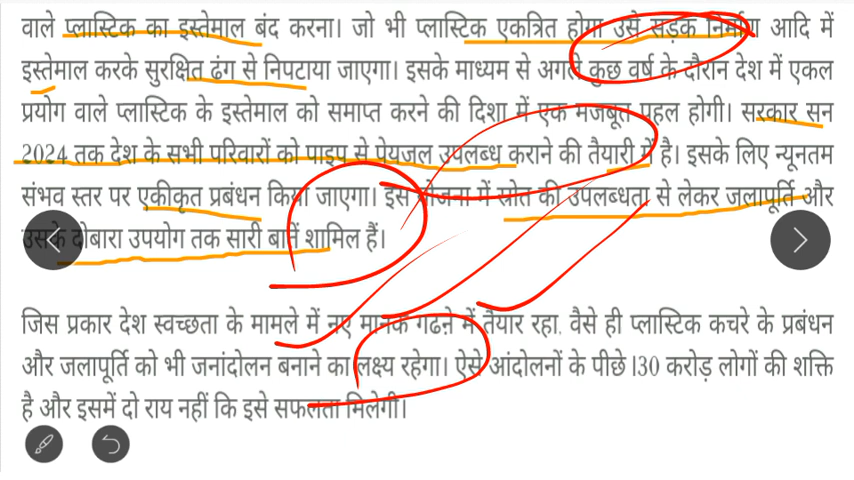 वाले प्लास्टिक का इस्तेमाल बंद करना। जो भी प्लास्टिक एकत्रित होगा उसे सड़क निर्माण आदि में
इस्तेमाल करके सुरक्षित ढंग से निपटाया जाएगा। इसके माध्यम से अगले कुछ वर्ष के दौरान देश में एकल
प्रयोग वाले प्लास्टिक के इस्तेमाल को समाप्त करने की दिशा में एक मजबूत पहल होगी। सरकार सन
2024 तक देश के सभी परिवारों को पाइप से पेयजल उपलब्ध कराने की तैयारी में है। इसके लिए न्यूनतम
संभव स्तर पर एकीकृत प्रबंधन किया जाएगा। इस योजना में स्रोत की उपलब्धता से लेकर जलापूर्ति और
उसके दोबारा उपयोग तक सारी बातें शामिल हैं।
जिस प्रकार देश स्वच्छता के मामले में नए मानक गढऩे में तैयार रहा, वैसे ही प्लास्टिक कचरे के प्रबंधन
और जलापूर्ति को भी जनांदोलन बनाने का लक्ष्य रहेगा। ऐसे आंदोलनों के पीछे 130 करोड़ लोगों की शक्ति
है और इसमें दो राय नहीं कि इसे सफलता मिलेगी।